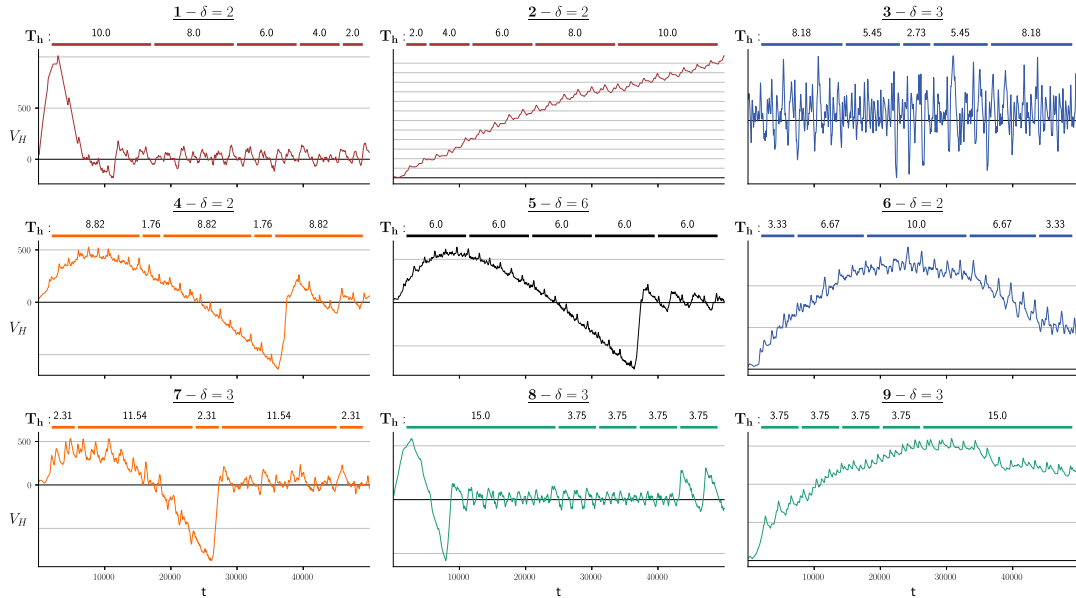 1 − δ = 2
2 − δ = 2
3 − δ = 3
T_h : 10.0 8.0 6.0 4.0 2.0
T_h : 2.0 4.0 6.0 8.0 10.0
T_h : 8.18 5.45 2.73 5.45 8.18
500
V_H
0
4 − δ = 2
5 − δ = 6
6 − δ = 2
T_h : 8.82 1.76 8.82 1.76 8.82
T_h : 6.0 6.0 6.0 6.0 6.0
T_h : 3.33 6.67 10.0 6.67 3.33
500
0
V_H
7 − δ = 3
8 − δ = 3
9 − δ = 3
T_h : 2.31 11.54 2.31 11.54 2.31
T_h : 15.0 3.75 3.75 3.75 3.75
T_h : 3.75 3.75 3.75 3.75 15.0
500
0
V_H
10000 20000 30000 40000
10000 20000 30000 40000
10000 20000 30000 40000
t
t
t